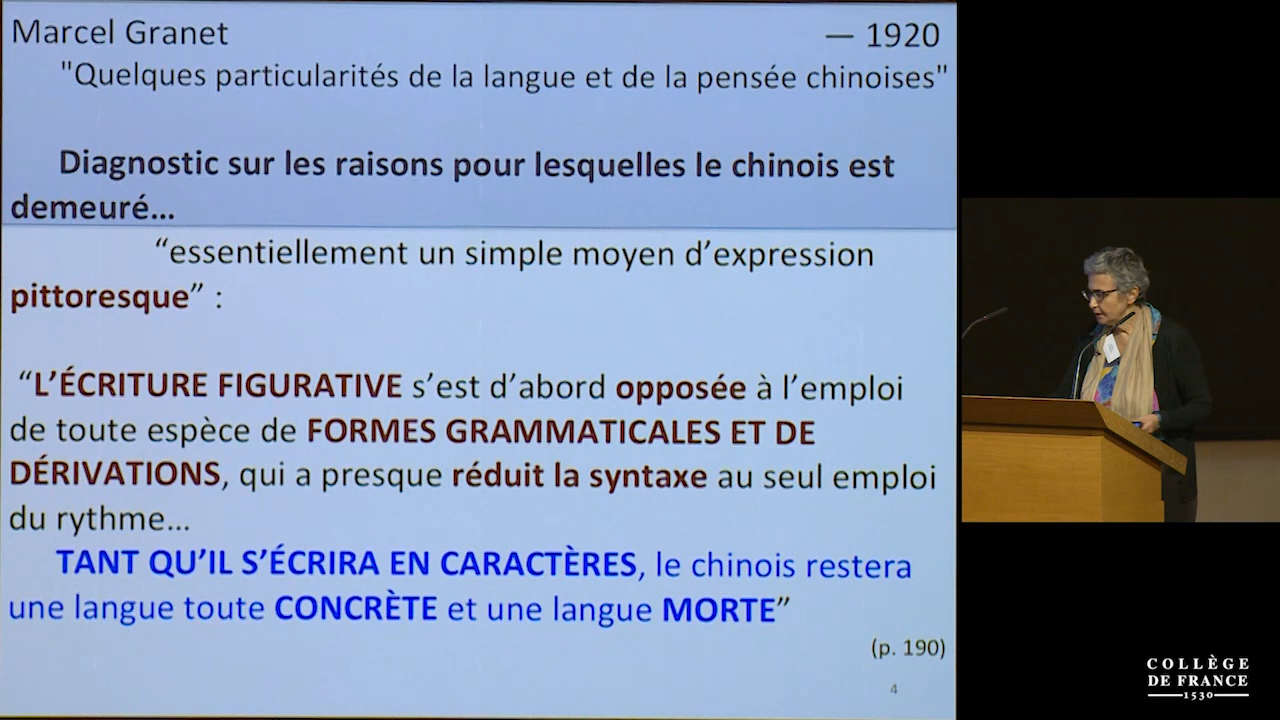 Marcel Granet — 1920
"Quelques particularités de la langue et de la pensée chinoises"
Diagnostic sur les raisons pour lesquelles le chinois est
demeuré...
“essentiellement un simple moyen d’expression
pittoresque” :
“L’ÉCRITURE FIGURATIVE s’est d’abord opposée à l’emploi
de toute espèce de FORMES GRAMMATICALES ET DE
DÉRIVATIONS, qui a presque réduit la syntaxe au seul emploi
du rythme...
TANT QU’IL S’ÉCRIRA EN CARACTÈRES, le chinois restera
une langue toute CONCRÈTE et une langue MORTE”
(p. 190)
4
COLLÈGE
DE FRANCE
1530